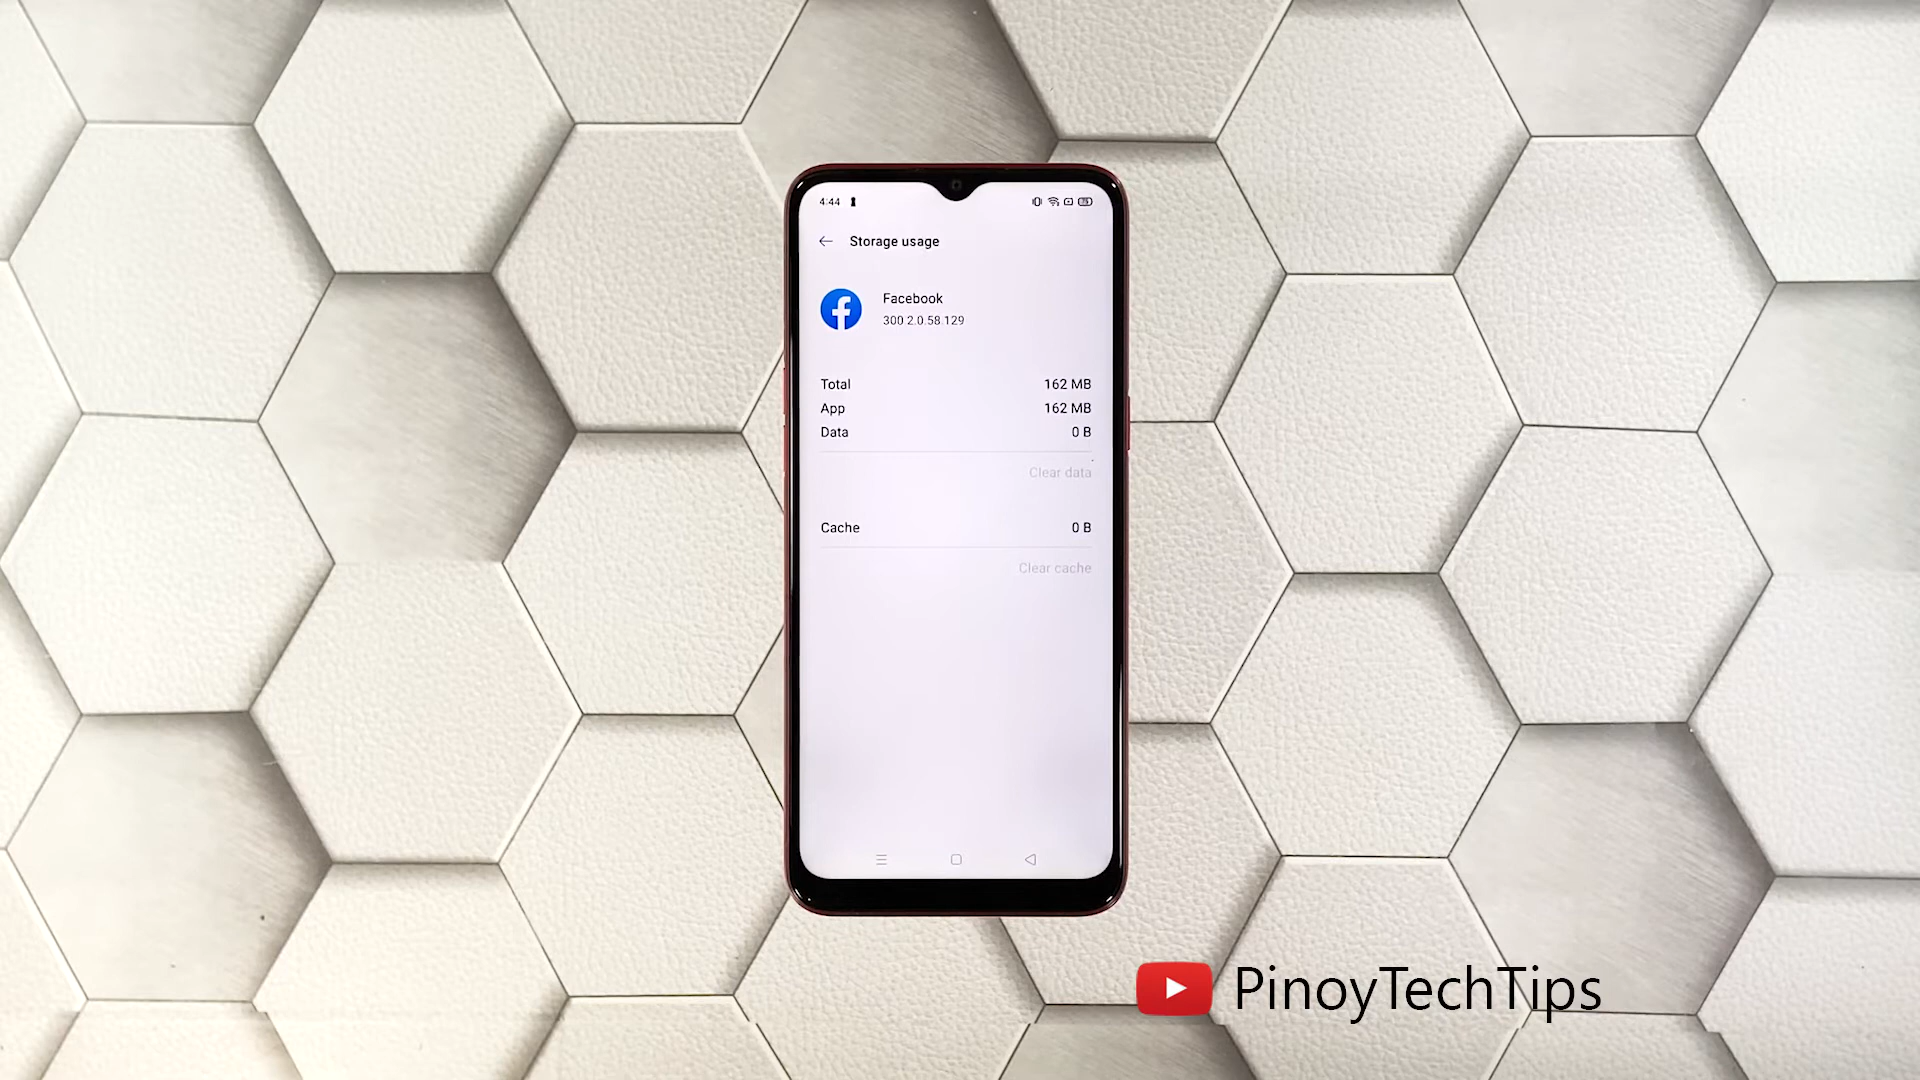 4:44
Storage usage
Facebook
300 2.0.58.129
Total 162 MB
App 162 MB
Data 0 B
Clear data
Cache 0 B
Clear cache
PinoyTechTips